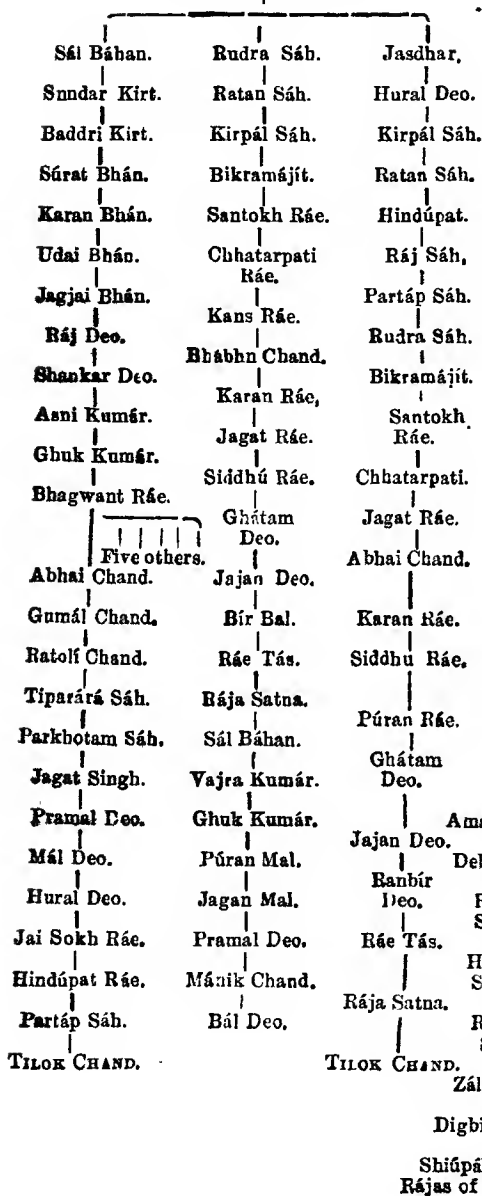 Sál Báhan.
Snndar Kirt.
Baddri Kirt.
Súrat Bhán.
Karan Bhán.
Udai Bhán.
Jagjai Bhán.
Ráj Deo.
Shankar Deo.
Asni Kumár.
Ghuk Kumár.
Bhagwant Ráe.
Five others.
Abhai Chand.
Gumál Chand.
Ratolí Chand.
Tiparárá Sáh.
Parkhotam Sáh.
Jagat Singh.
Pramal Deo.
Mál Deo.
Hural Deo.
Jai Sokh Ráe.
Hindúpat Ráe.
Partáp Sáh.
TILOK CHAND.
Rudra Sáh.
Ratan Sáh.
Kirpál Sáh.
Bikramájít.
Santokh Ráe.
Chhatarpati
Ráe.
Kans Ráe.
Bhábhn Chand.
Karan Ráe,
Jagat Ráe.
Siddhú Ráe.
Ghátam
Deo.
Jajan Deo.
Bír Bal.
Ráe Tás.
Rája Satna.
Sál Báhan.
Vajra Kumár.
Ghuk Kumár.
Púran Mal.
Jagan Mal.
Pramal Deo.
Mánik Chand.
Bál Deo.
Jasdhar.
Hural Deo.
Kirpál Sáh.
Ratan Sáh.
Hindúpat.
Ráj Sáh,
Partáp Sáh.
Rudra Sáh.
Bikramájít.
Santokh
Ráe.
Chhatarpati.
Jagat Ráe.
Abhai Chand.
Karan Ráe.
Siddhu Ráe.
Púran Ráe.
Ghátam
Deo.
Jajan Deo.
Ranbír
Deo.
Ráe Tás.
Rája Satna.
TILOK CHAND.
Ama
S
H
S
R
Zál
Digbi
Shiúpá
Rájas of